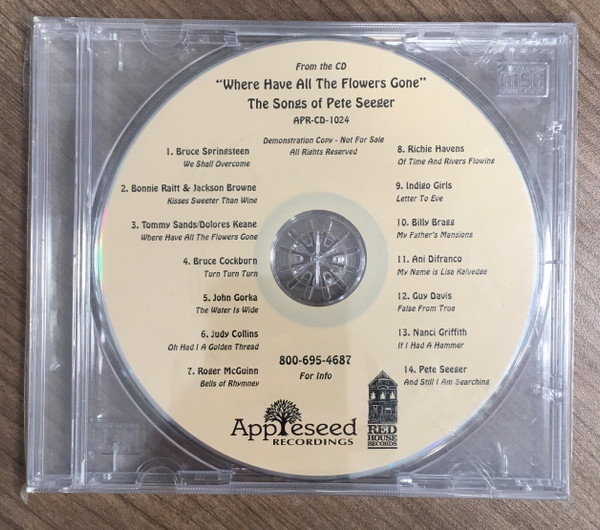 From the CD
"Where Have All The Flowers Gone"
The Songs of Pete Seeger
APR-CD-1024
Demonstration Copy - Not For Sale
All Rights Reserved
1. Bruce Springsteen
We Shall Overcome
2. Bonnie Raitt & Jackson Browne
Kisses Sweeter Than Wine
3. Tommy Sands/Dolores Keane
Where Have All The Flowers Gone
4. Bruce Cockburn
Turn Turn Turn
5. John Gorka
The Water Is Wide
6. Judy Collins
Oh Had I A Golden Thread
7. Roger McGuinn
Bells of Rhymney
8. Richie Havens
Of Time And Rivers Flowing
9. Indigo Girls
Letter To Eve
10. Billy Bragg
My Father's Mansions
11. Ani Difranco
My Name is Lisa Kalvedge
12. Guy Davis
False From True
13. Nanci Griffith
If I Had A Hammer
14. Pete Seeger
And Still I Am Searching
800-695-4687
For Info
Appleseed
RECORDINGS
RED
HOUSE
RECORDS